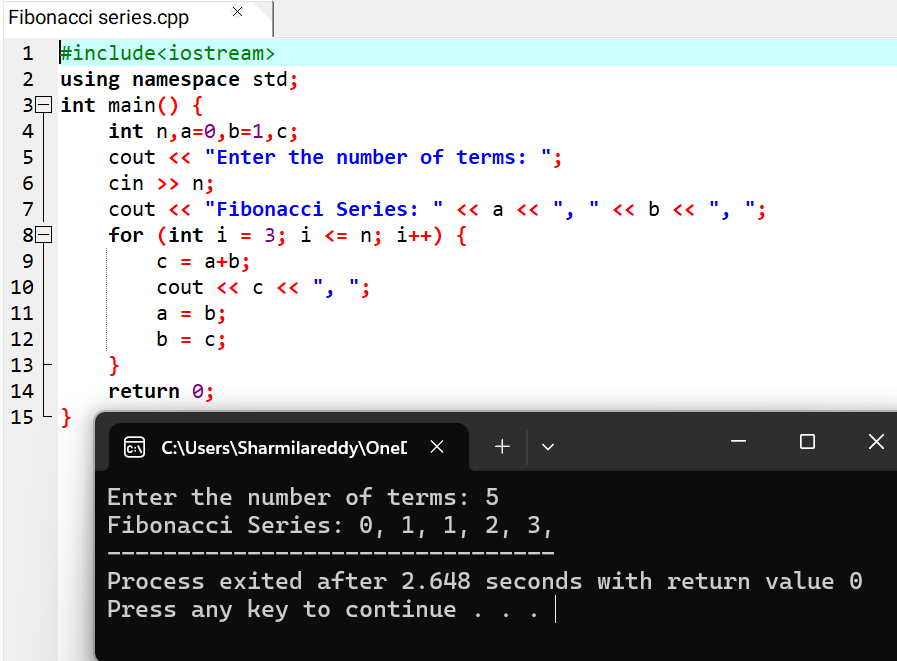 Fibonacci series.cpp
1 #include<iostream>
2 using namespace std;
3 int main() {
4 int n,a=0,b=1,c;
5 cout << "Enter the number of terms: ";
6 cin >> n;
7 cout << "Fibonacci Series: " << a << ", " << b << ", ";
8 for (int i = 3; i <= n; i++) {
9 c = a+b;
10 cout << c << ", ";
11 a = b;
12 b = c;
13 }
14 return 0;
15 }
C:\Users\Sharmilareddy\OneD
Enter the number of terms: 5
Fibonacci Series: 0, 1, 1, 2, 3,
--------------------------------
Process exited after 2.648 seconds with return value 0
Press any key to continue . . .